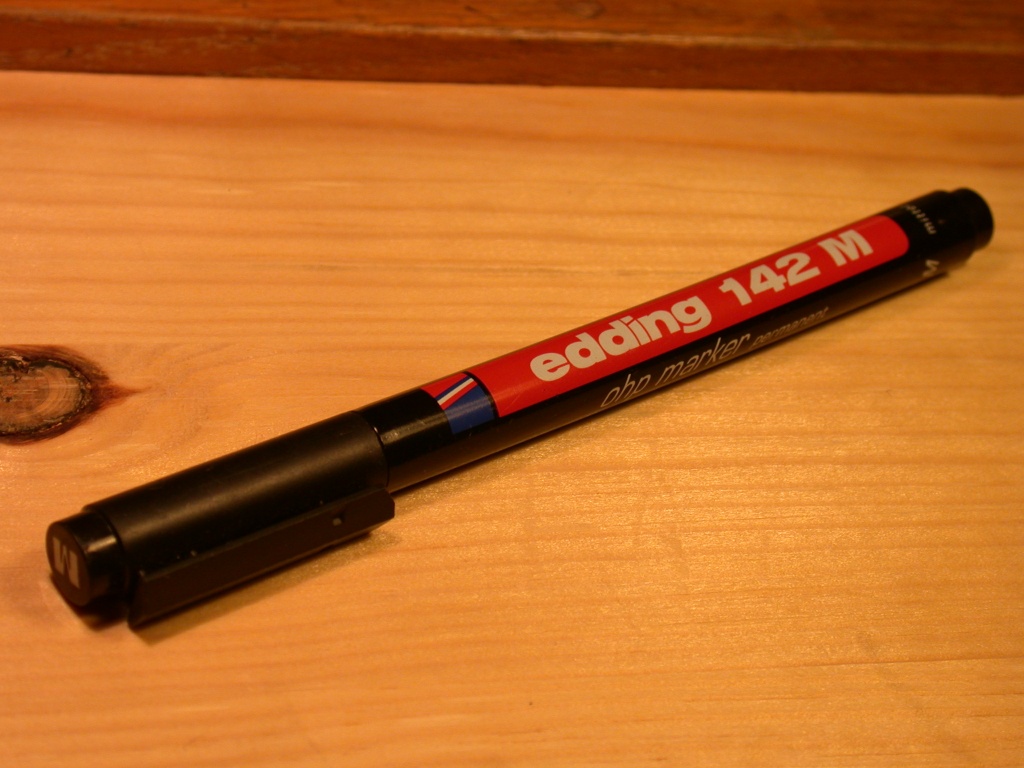 edding 142 M
ohp marker permanent
M
M